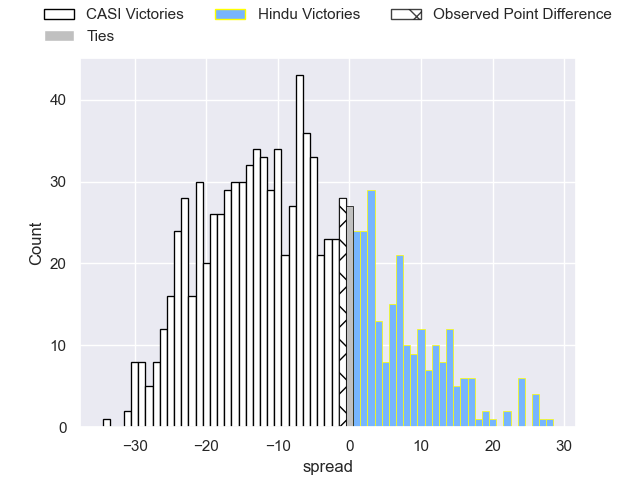 CASI Victories
Hindu Victories
Observed Point Difference
Ties
40
30
20
10
0
Count
−30
−20
−10
0
10
20
30
spread